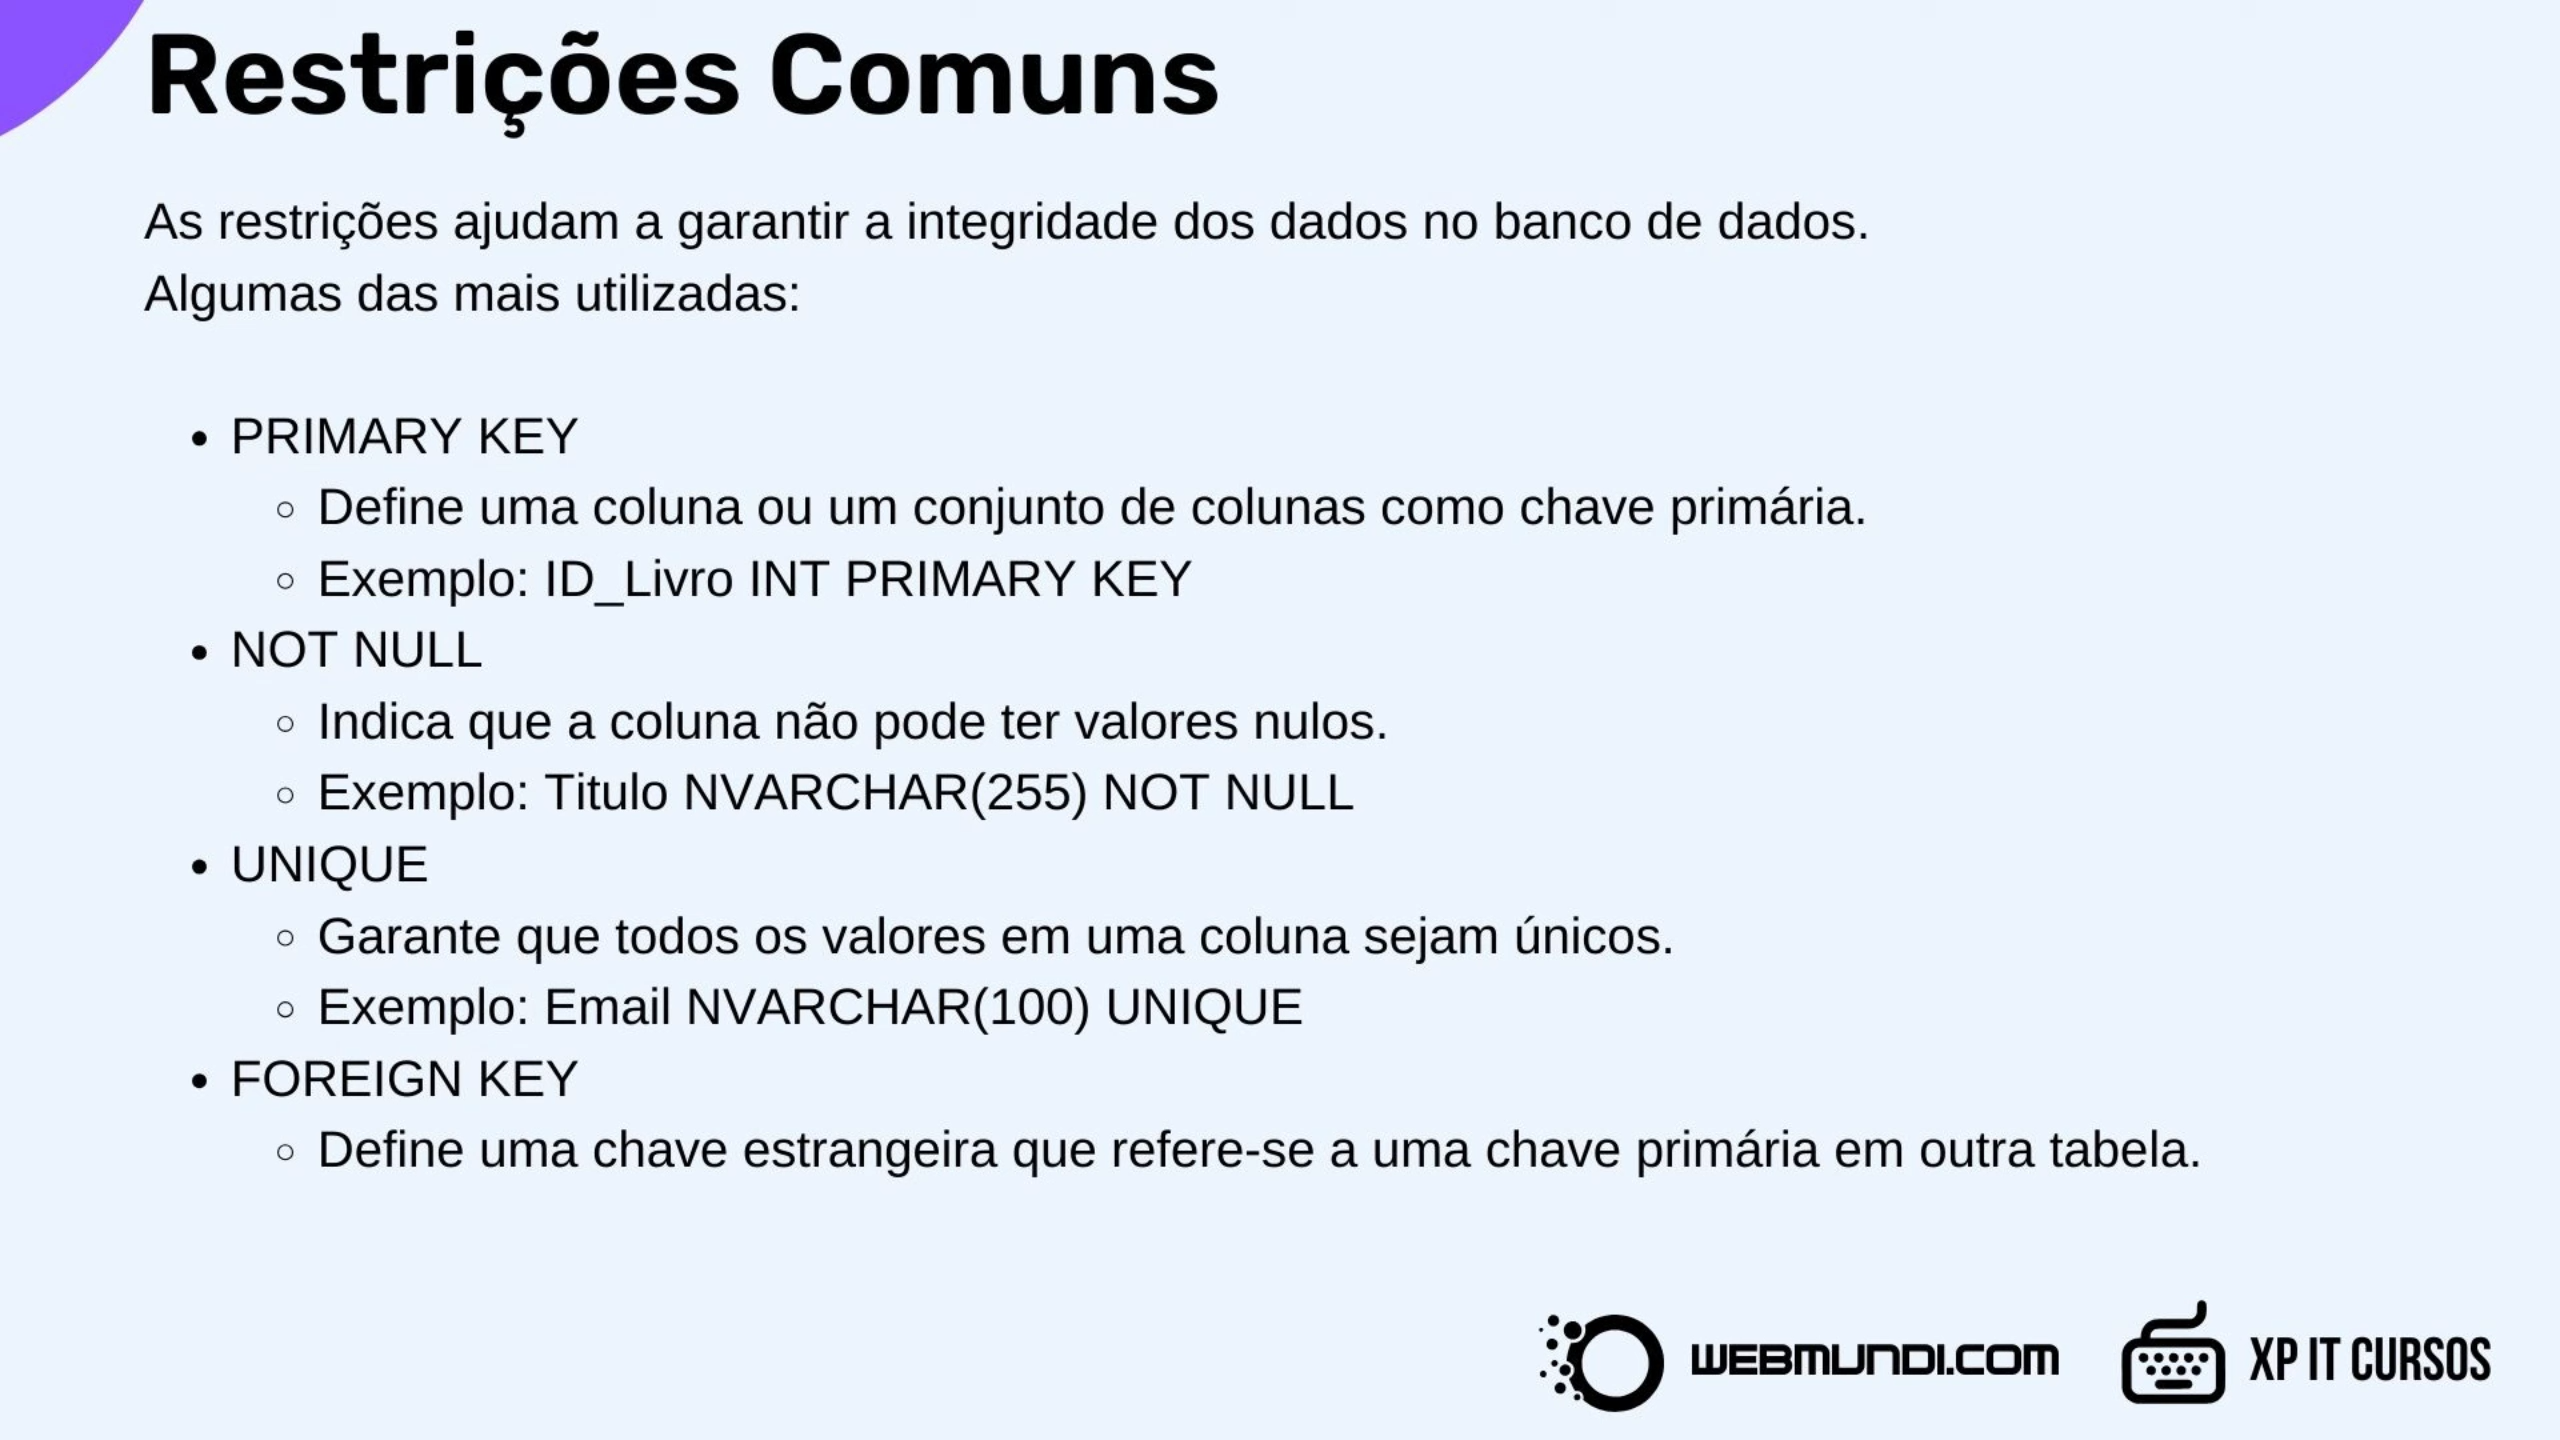 Restrições Comuns
As restrições ajudam a garantir a integridade dos dados no banco de dados.
Algumas das mais utilizadas:
• PRIMARY KEY
○ Define uma coluna ou um conjunto de colunas como chave primária.
○ Exemplo: ID_Livro INT PRIMARY KEY
• NOT NULL
○ Indica que a coluna não pode ter valores nulos.
○ Exemplo: Titulo NVARCHAR(255) NOT NULL
• UNIQUE
○ Garante que todos os valores em uma coluna sejam únicos.
○ Exemplo: Email NVARCHAR(100) UNIQUE
• FOREIGN KEY
○ Define uma chave estrangeira que refere-se a uma chave primária em outra tabela.
WEBMUNDI.COM
XP IT CURSOS